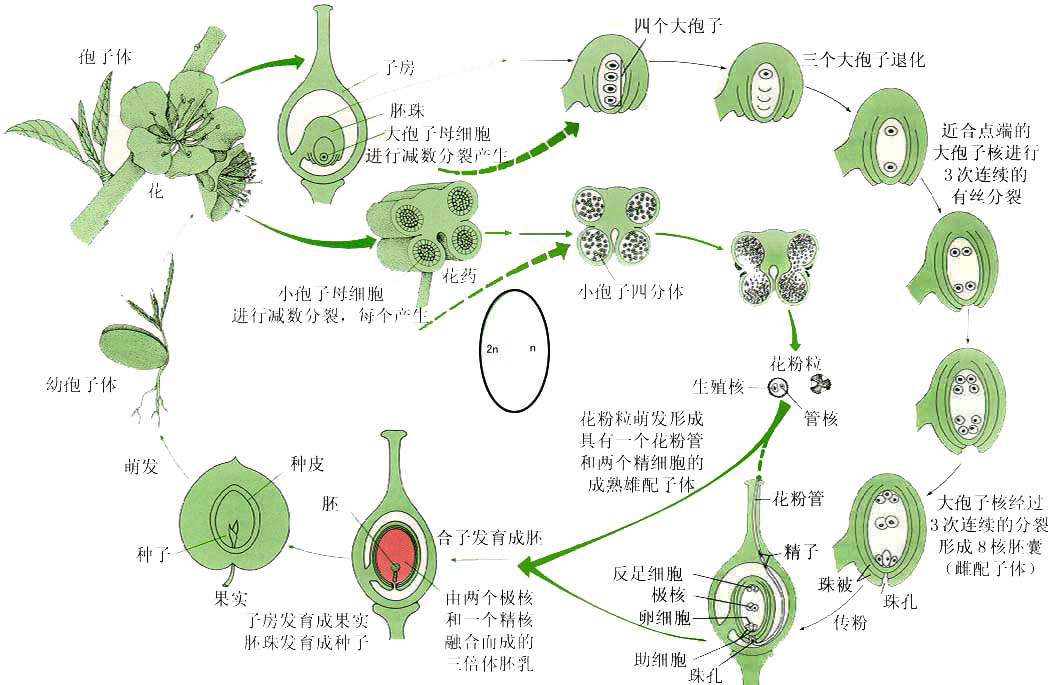 孢子体
花
子房
胚珠
大孢子母细胞
进行减数分裂产生
四个大孢子
三个大孢子退化
近合点端的
大孢子核进行
3次连续的
有丝分裂
花药
小孢子母细胞
进行减数分裂，每个产生
小孢子四分体
2n
n
花粉粒
生殖核
管核
花粉粒萌发形成
具有一个花粉管
和两个精细胞的
成熟雄配子体
大孢子核经过
3次连续的分裂
形成8核胚囊
（雌配子体）
珠被
珠孔
传粉
花粉管
精子
反足细胞
极核
卵细胞
助细胞
珠孔
合子发育成胚
胚
由两个极核
和一个精核
融合而成的
三倍体胚乳
种皮
种子
果实
子房发育成果实
胚珠发育成种子
萌发
幼孢子体